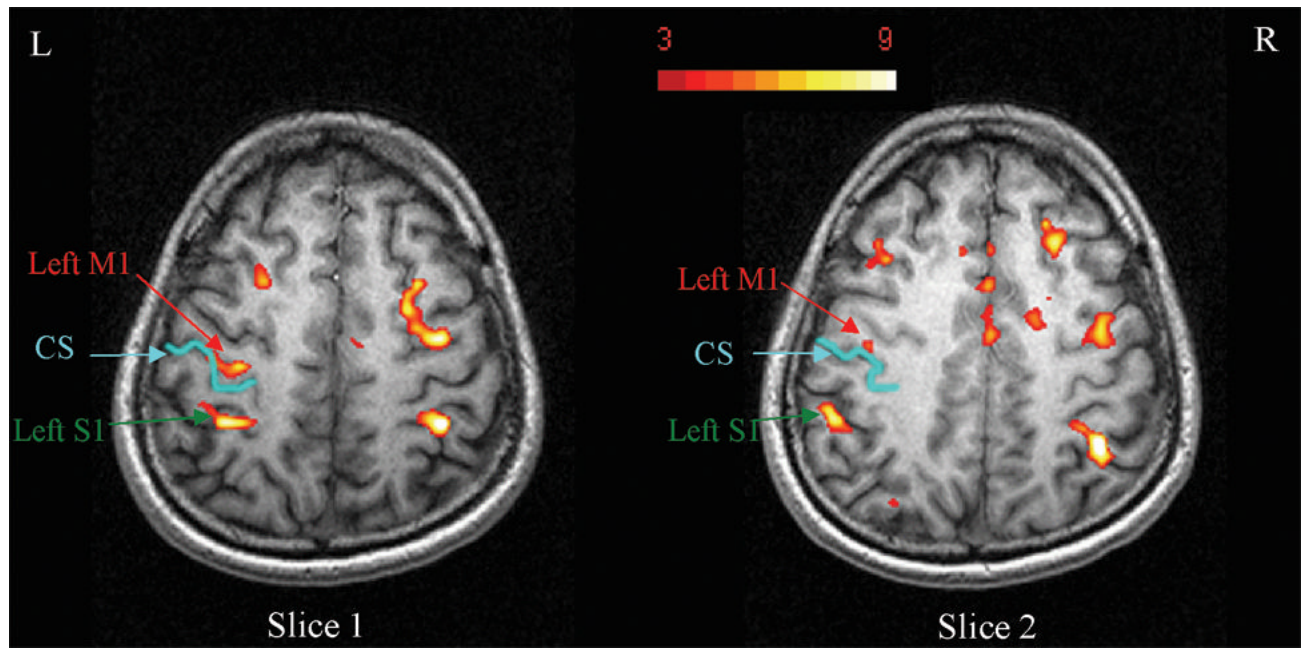 L
3 9
R
Left M1
CS
Left S1
Left M1
CS
Left S1
Slice 1
Slice 2